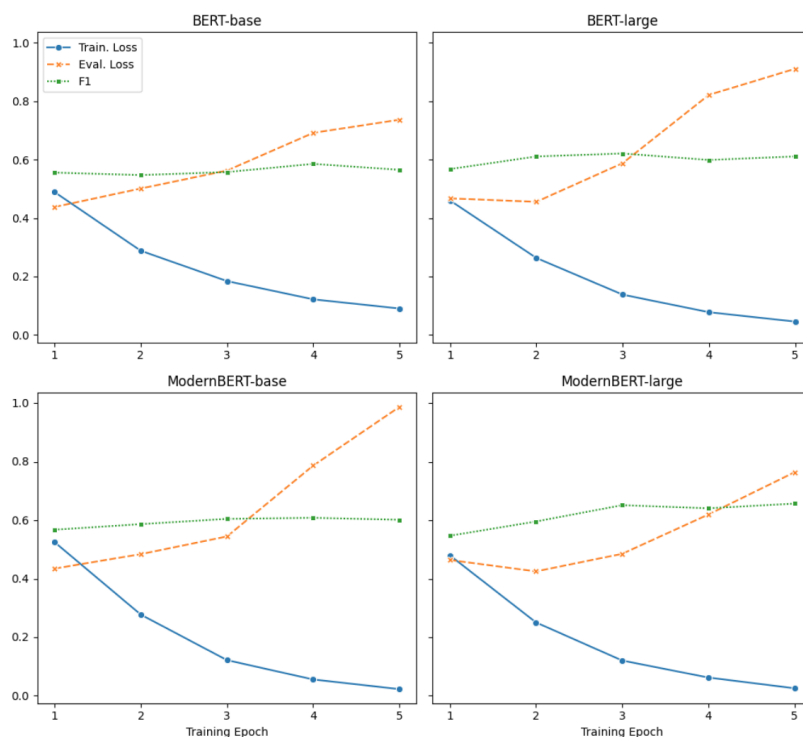 BERT-base
BERT-large
1.0
0.8
0.6
0.4
0.2
0.0
Train. Loss
Eval. Loss
F1
1 2 3 4 5
1 2 3 4 5
ModernBERT-base
ModernBERT-large
1.0
0.8
0.6
0.4
0.2
0.0
1 2 3 4 5
1 2 3 4 5
Training Epoch
Training Epoch